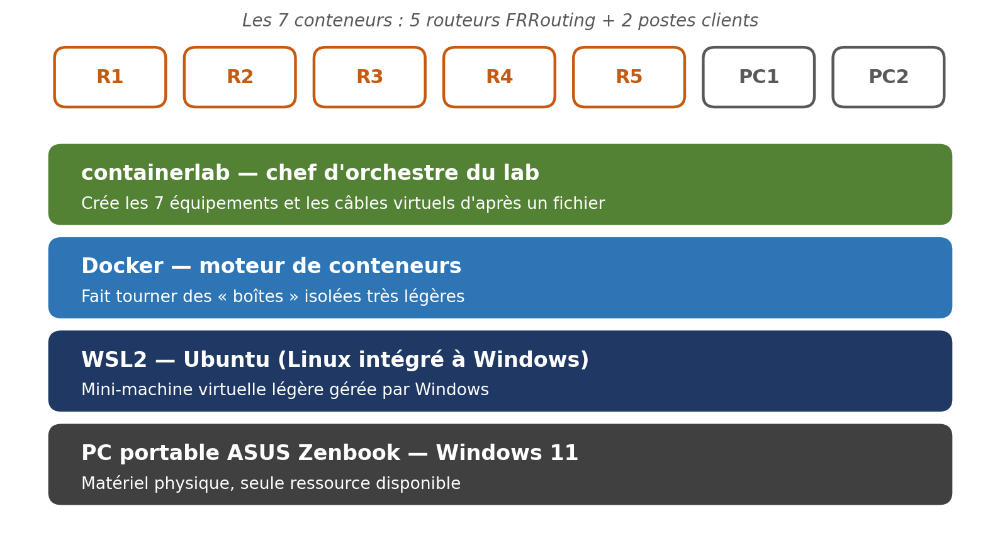 Les 7 conteneurs : 5 routeurs FRRouting + 2 postes clients
R1 R2 R3 R4 R5 PC1 PC2
containerlab — chef d'orchestre du lab
Crée les 7 équipements et les câbles virtuels d'après un fichier
Docker — moteur de conteneurs
Fait tourner des « boîtes » isolées très légères
WSL2 — Ubuntu (Linux intégré à Windows)
Mini-machine virtuelle légère gérée par Windows
PC portable ASUS Zenbook — Windows 11
Matériel physique, seule ressource disponible